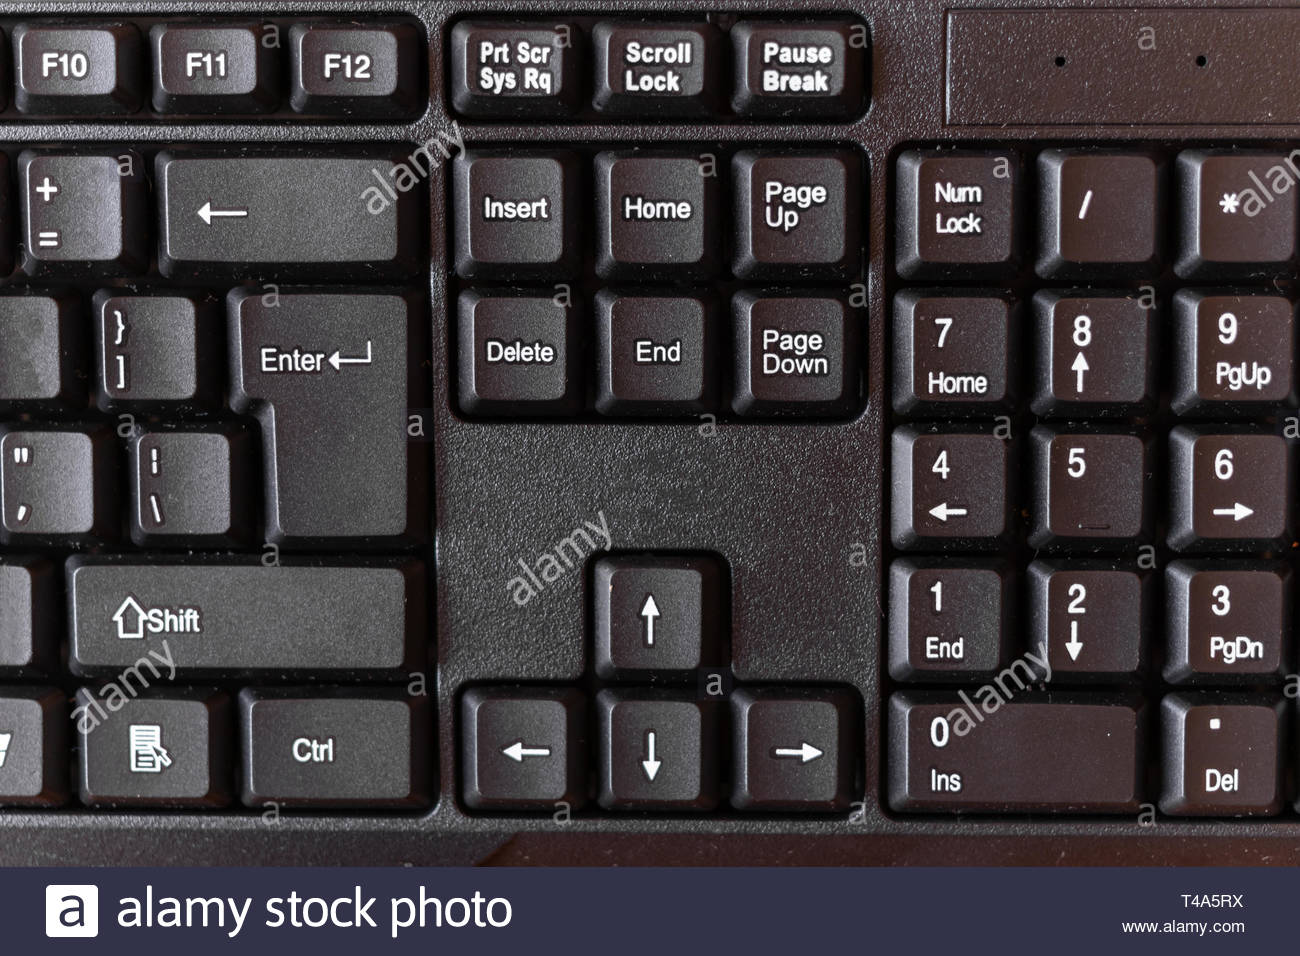 F10 F11 F12 Prt Scr Scroll Pause
Sys Rq Lock Break
+ ← Insert Home Page Up Num Lock / *
=
} Enter Delete End Page Down 7 Home 8 ↑ 9 PgUp
]
" ¦ 4 ← 5 6 →
, \
Shift ↑ 1 End 2 ↓ 3 PgDn
Ctrl ← ↓ → 0 Ins . Del
alamy
alamy
alamy
alamy
alamy
a alamy stock photo
T4A5RX
www.alamy.com